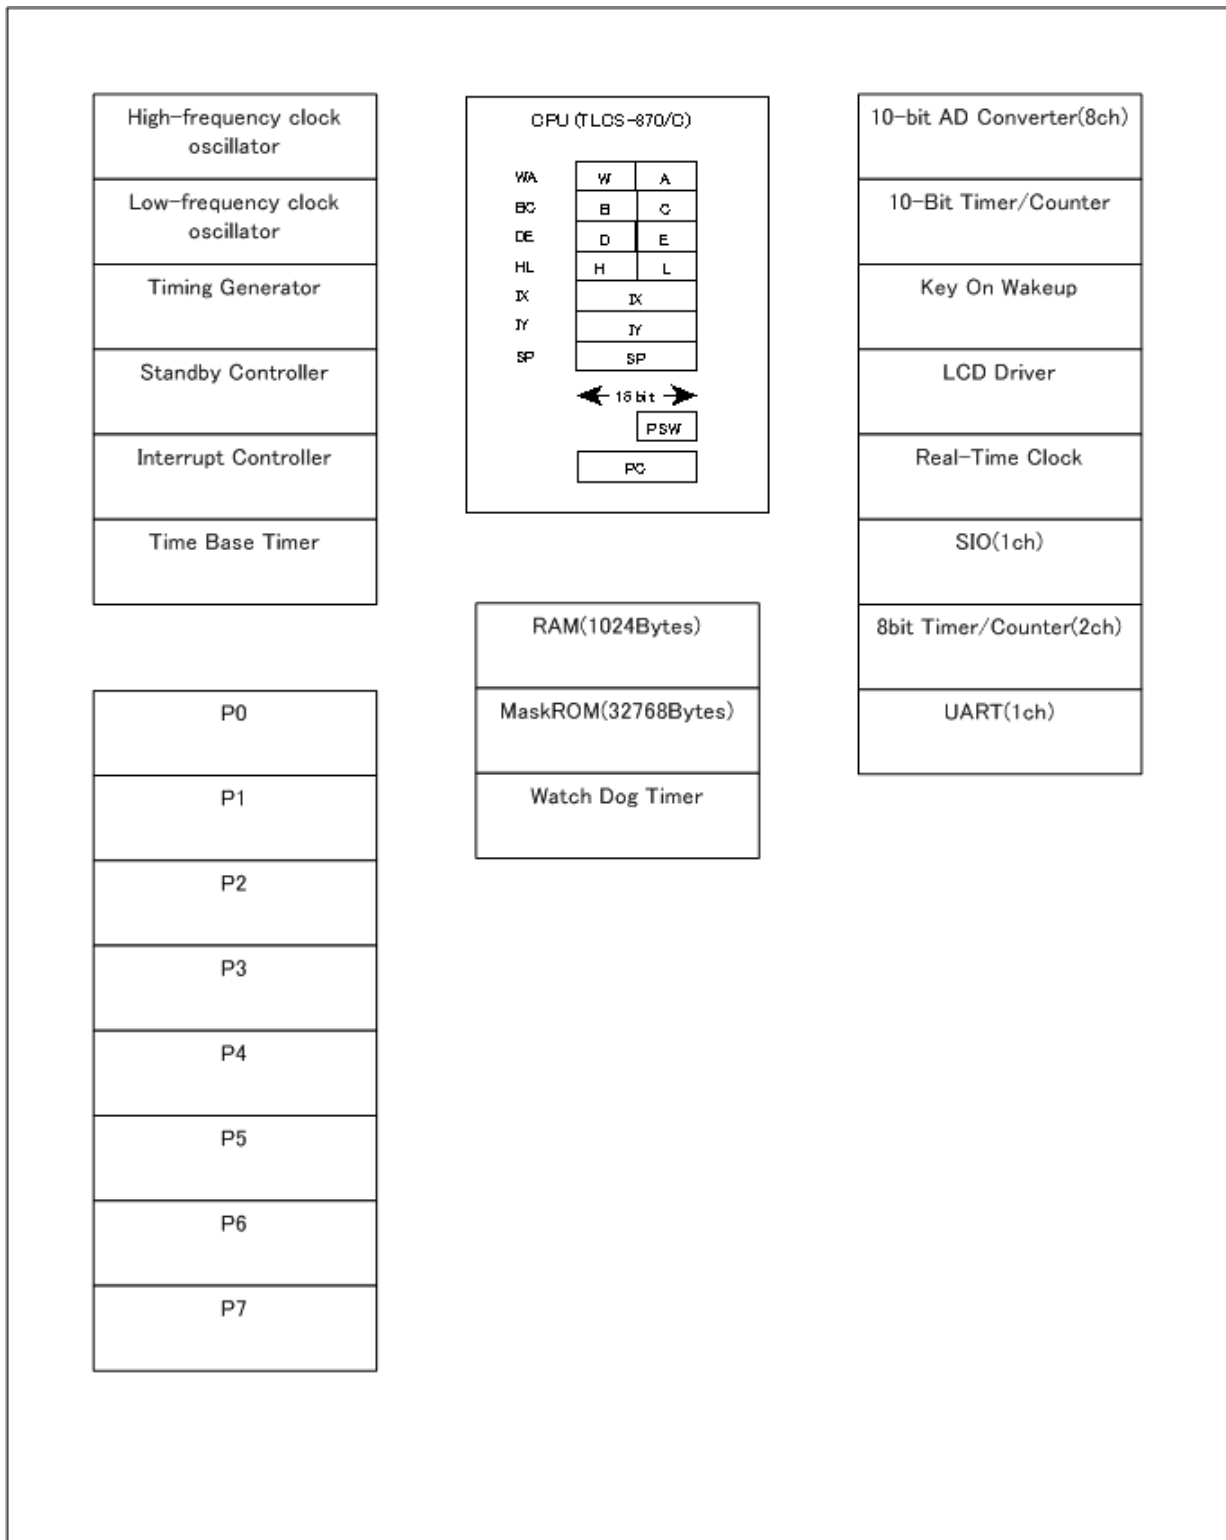 High-frequency clock
oscillator
Low-frequency clock
oscillator
Timing Generator
Standby Controller
Interrupt Controller
Time Base Timer
P0
P1
P2
P3
P4
P5
P6
P7
CPU (TLCS-870/C)
WA W A
BC B C
DE D E
HL H L
IX IX
IY IY
SP SP
16 bit
PSW
PC
RAM(1024Bytes)
MaskROM(32768Bytes)
Watch Dog Timer
10-bit AD Converter(8ch)
10-Bit Timer/Counter
Key On Wakeup
LCD Driver
Real-Time Clock
SIO(1ch)
8bit Timer/Counter(2ch)
UART(1ch)